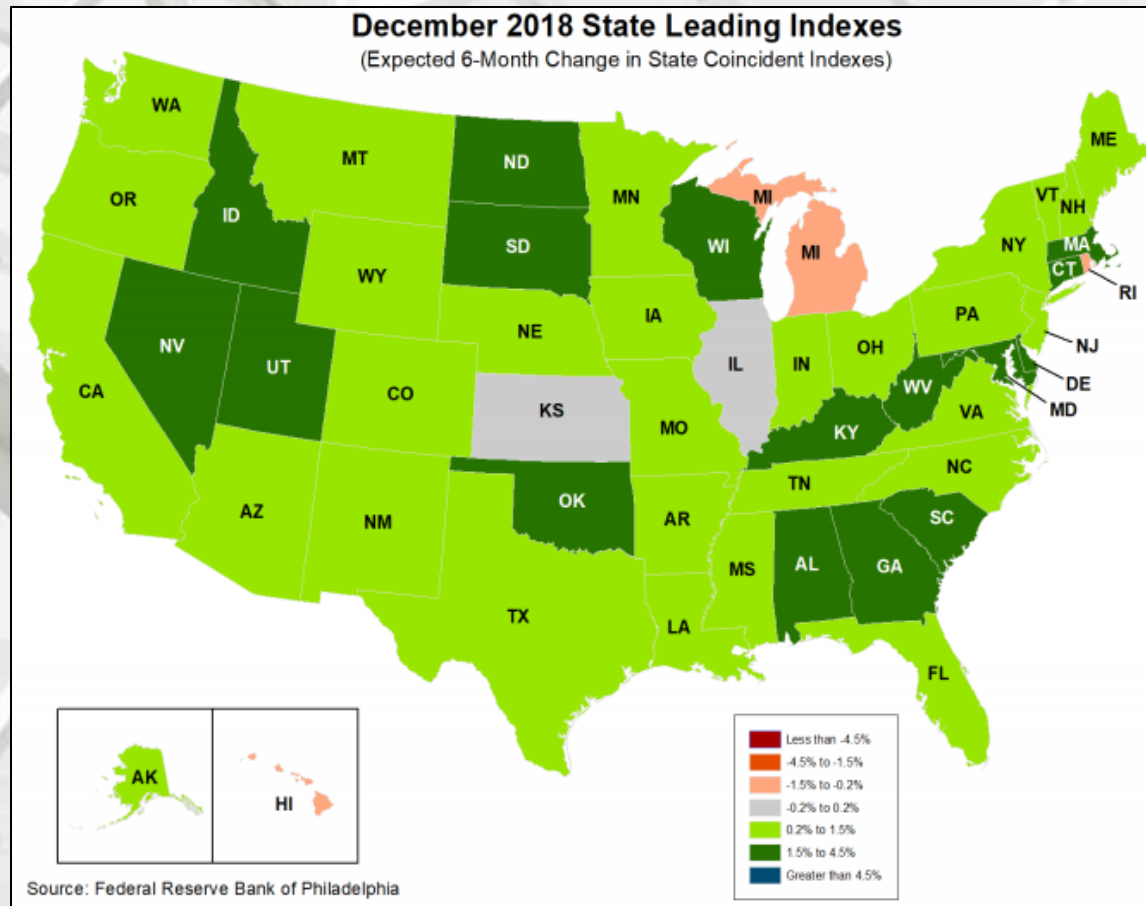 December 2018 State Leading Indexes
(Expected 6-Month Change in State Coincident Indexes)
WA
MT
ND
MN
ME
OR
ID
SD
WI
MI
MI
VT
NH
NY
MA
CT
RI
WY
IA
NE
PA
NJ
NV
UT
CO
IL
IN
OH
DE
MD
CA
KS
MO
WV
VA
KY
NC
TN
AZ
NM
OK
AR
SC
MS
AL
GA
TX
LA
FL
AK
HI
Less than -4.5%
-4.5% to -1.5%
-1.5% to -0.2%
-0.2% to 0.2%
0.2% to 1.5%
1.5% to 4.5%
Greater than 4.5%
Source: Federal Reserve Bank of Philadelphia